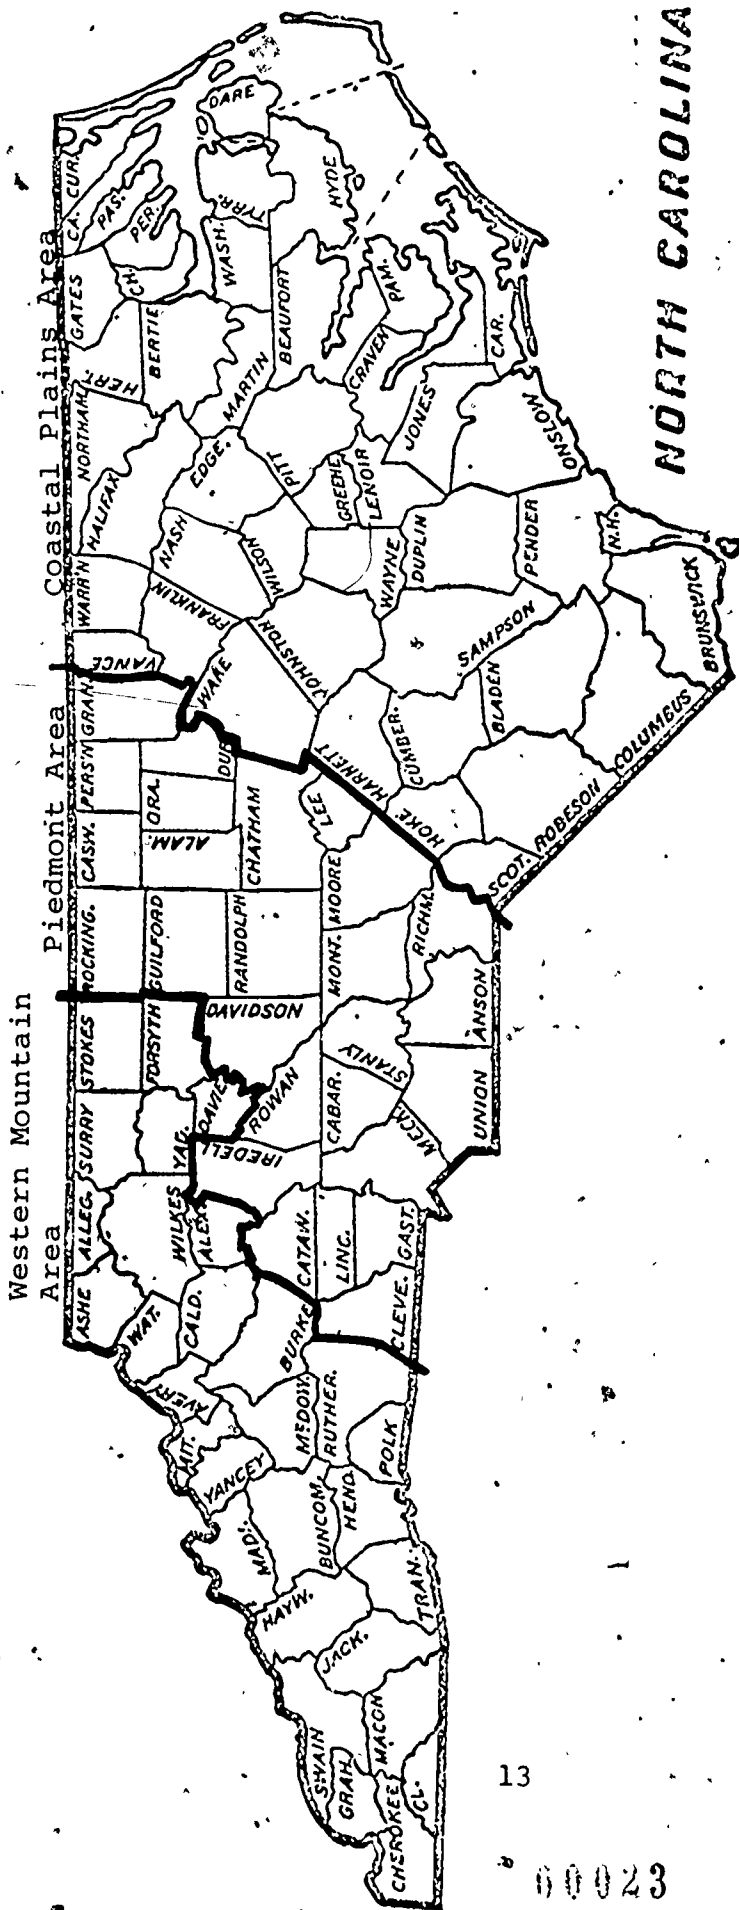 Western Mountain
Area
Piedmont Area
Coastal Plains Area
ASHE
ALLEG.
SURRY
STOKES
ROCKING.
CASW.
PERS'N
GRAN.
VANCE
WARR'N
NORTHAM.
HERT.
GATES
CA.
CUR.
PAS.
PER.
CH.
WAT.
WILKES
YAD.
FORSYTH
GUILFORD
ALAM.
ORA.
DUR
FRANKLIN
HALIFAX
NASH
EDGE.
BERTIE
MARTIN
WASH.
TYRR.
DARE
AVERY
MIT.
CALD.
ALEX.
DAVIE
DAVIDSON
RANDOLPH
CHATHAM
WAKE
WILSON
PITT
BEAUFORT
HYDE
YANCEY
MAD.
BURKE
IREDELL
ROWAN
JOHNSTON
GREENE
LENOIR
CRAVEN
PAM.
HAYW.
BUNCOM.
McDOW.
CATAW.
CABAR.
STANLY
MONT.
MOORE
LEE
HARNETT
WAYNE
JONES
CAR.
SWAIN
GRAH.
JACK.
HEND.
RUTHER.
LINC.
MECK.
RICHM.
HOKE
CUMBER.
SAMPSON
DUPLIN
ONSLOW
CHEROKEE
CL.
MACON
TRAN.
POLK
CLEVE.
GAST.
UNION
ANSON
SCOT.
ROBESON
BLADEN
PENDER
N.H.
COLUMBUS
BRUNSWICK
NORTH CAROLINA
13
00023